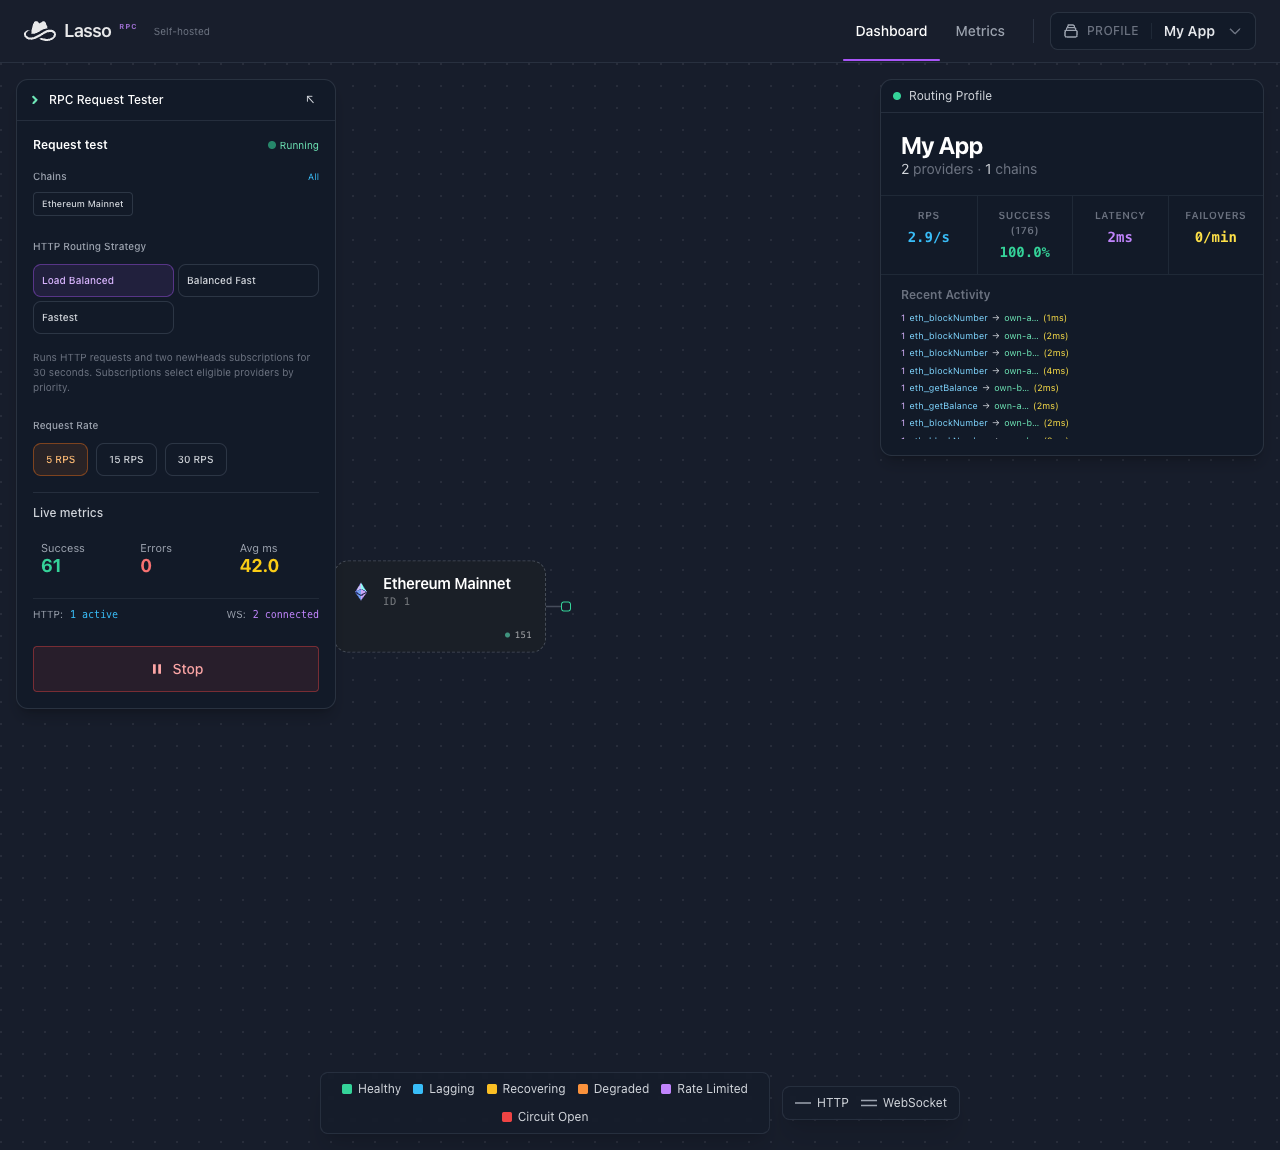 Lasso RPC Self-hosted
Dashboard Metrics PROFILE My App
RPC Request Tester
Request test Running
Chains All
Ethereum Mainnet
HTTP Routing Strategy
Load Balanced Balanced Fast
Fastest
Runs HTTP requests and two newHeads subscriptions for
30 seconds. Subscriptions select eligible providers by
priority.
Request Rate
5 RPS 15 RPS 30 RPS
Live metrics
Success Errors Avg ms
61 0 42.0
HTTP: 1 active WS: 2 connected
Stop
Ethereum Mainnet
ID 1
151
Routing Profile
My App
2 providers · 1 chains
RPS SUCCESS (176) LATENCY FAILOVERS
2.9/s 100.0% 2ms 0/min
Recent Activity
1 eth_blockNumber → own-a... (1ms)
1 eth_blockNumber → own-a... (2ms)
1 eth_blockNumber → own-b... (2ms)
1 eth_blockNumber → own-a... (4ms)
1 eth_getBalance → own-b... (2ms)
1 eth_getBalance → own-a... (2ms)
1 eth_blockNumber → own-b... (2ms)
Healthy Lagging Recovering Degraded Rate Limited
Circuit Open
HTTP WebSocket